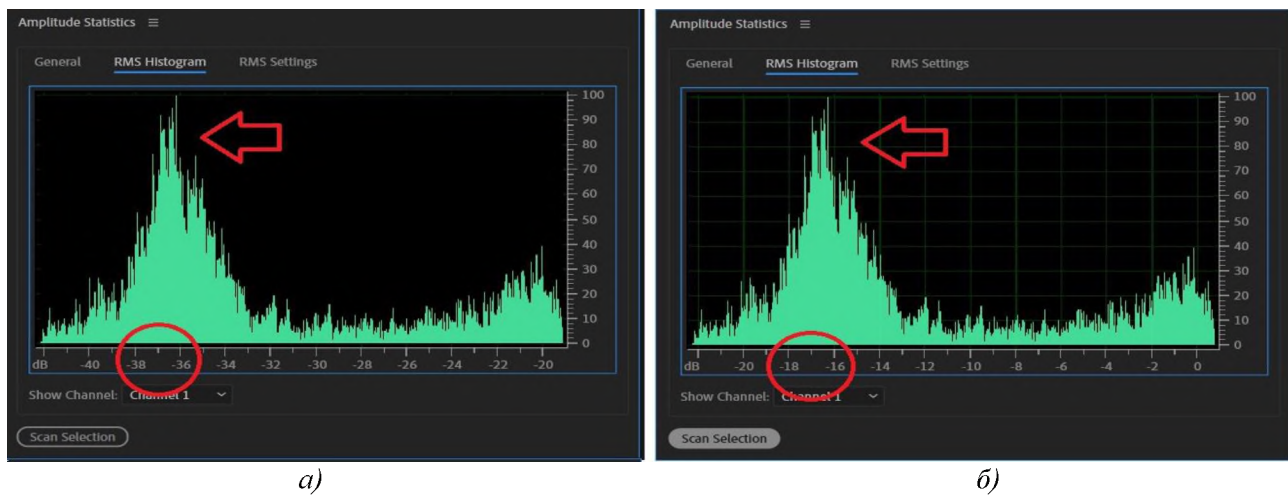 Amplitude Statistics
General RMS Histogram RMS Settings
100
90
80
70
60
50
40
30
20
10
0
dB -40 -38 -36 -34 -32 -30 -28 -26 -24 -22 -20
Show Channel: Channel 1
Scan Selection
а)
Amplitude Statistics
General RMS Histogram RMS Settings
100
90
80
70
60
50
40
30
20
10
0
dB -20 -18 -16 -14 -12 -10 -8 -6 -4 -2 0
Show Channel: Channel 1
Scan Selection
б)